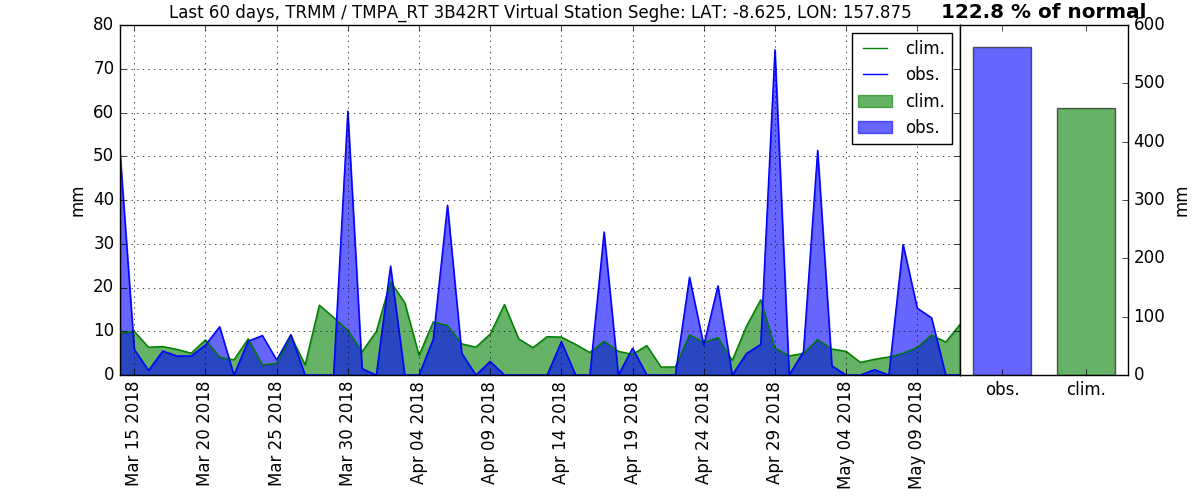 Last 60 days, TRMM / TMPA_RT 3B42RT Virtual Station Seghe: LAT: -8.625, LON: 157.875
122.8 % of normal
80
70
60
50
40
30
20
10
0
mm
clim.
obs.
clim.
obs.
600
500
400
300
200
100
0
mm
obs.
clim.
Mar 15 2018
Mar 20 2018
Mar 25 2018
Mar 30 2018
Apr 04 2018
Apr 09 2018
Apr 14 2018
Apr 19 2018
Apr 24 2018
Apr 29 2018
May 04 2018
May 09 2018